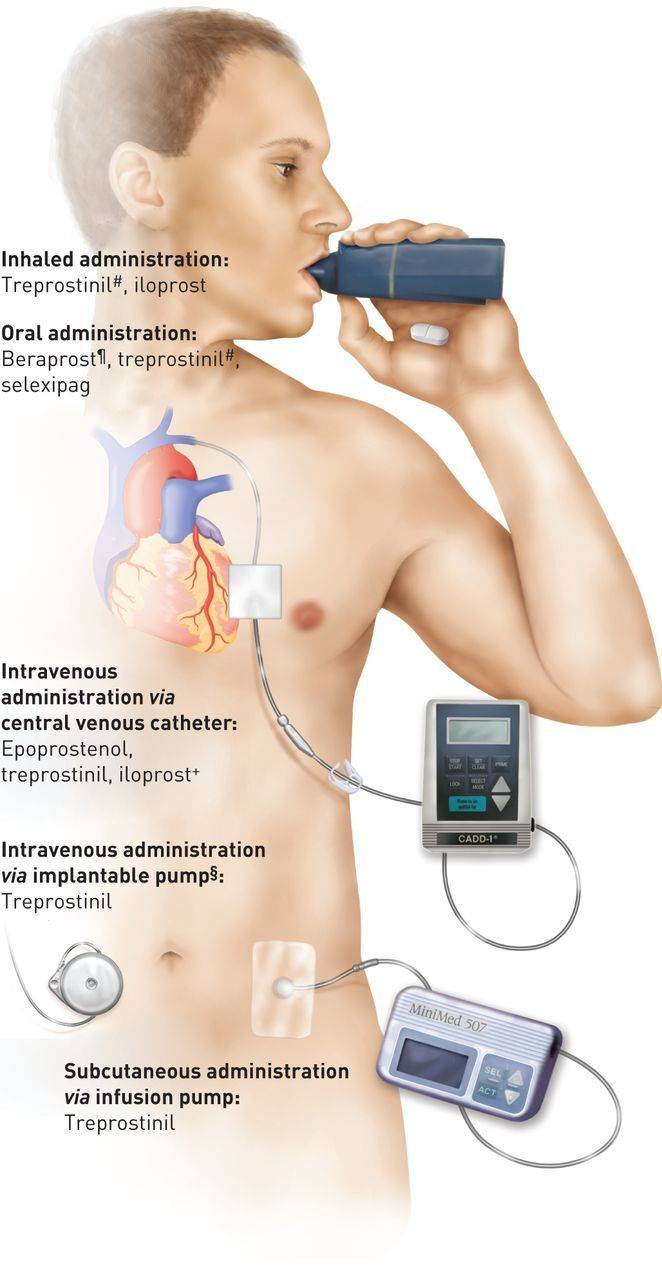 Inhaled administration:
Treprostinil#, iloprost
Oral administration:
Beraprost¶, treprostinil#,
selexipag
Intravenous
administration via
central venous catheter:
Epoprostenol,
treprostinil, iloprost+
STOP START
SET CLEAR
PRIME
LOCK
SELECT MODE
CADD-1®
Intravenous administration
via implantable pump§:
Treprostinil
MiniMed 507
SEL
ACT
Subcutaneous administration
via infusion pump:
Treprostinil